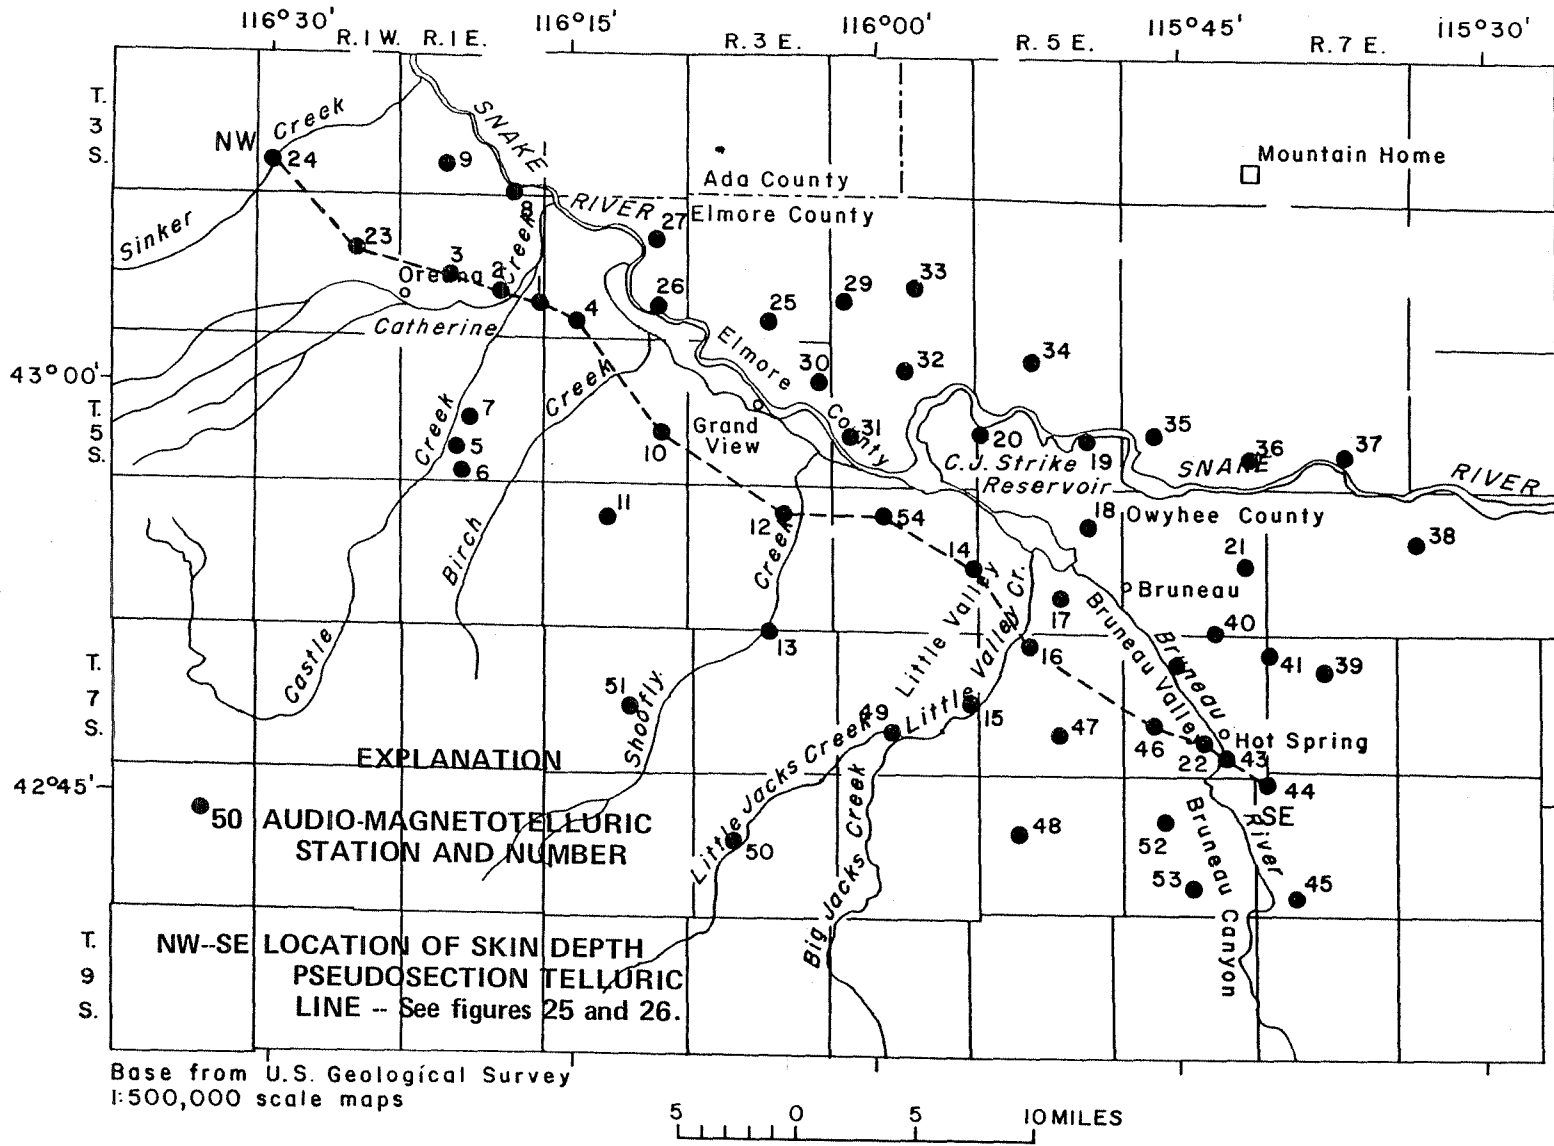 116°30'
116°15'
116°00'
115°45'
115°30'
R. 1 W. R. 1 E.
R. 3 E.
R. 5 E.
R. 7 E.
T.
3
S.
NW
Creek
24
9
SNAKE
Mountain Home
Ada County
8
RIVER
27
Elmore County
Sinker
23
3
Oreana
2
Creek
1
4
26
25
29
33
Catherine
Elmore
County
30
32
34
43°00'
T.
5
S.
7
5
6
Creek
Creek
10
Grand
View
31
20
19
35
36
37
C.J. Strike
Reservoir
SNAKE
RIVER
11
12
54
18
Owyhee County
38
Birch
Creek
14
21
Bruneau
17
Little Valley
Little Valley Cr.
Bruneau Valley
Bruneau
40
13
16
41
39
T.
7
S.
Castle
51
Shoofly
49
15
47
46
22
43
Hot Spring
44
SE
42°45'
EXPLANATION
50 AUDIO-MAGNETOTELLURIC
STATION AND NUMBER
Little Jacks Creek
Big Jacks Creek
50
48
52
53
45
River
Bruneau Canyon
T.
9
S.
NW--SE LOCATION OF SKIN DEPTH
PSEUDOSECTION TELLURIC
LINE -- See figures 25 and 26.
Base from U.S. Geological Survey
1:500,000 scale maps
5 0 5 10 MILES